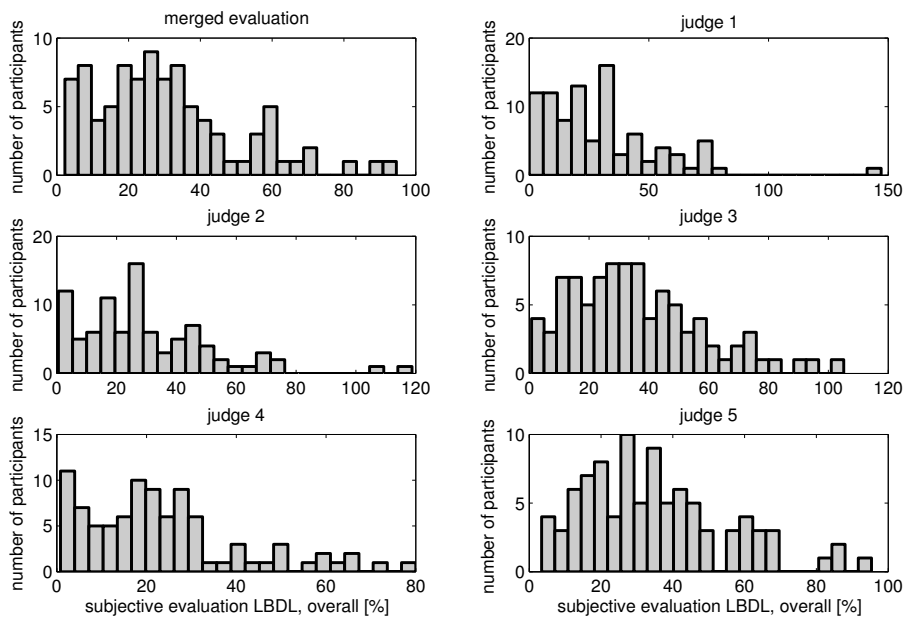 merged evaluation
number of participants
10
5
0
0 20 40 60 80 100
judge 1
number of participants
20
10
0
0 50 100 150
judge 2
number of participants
20
10
0
0 20 40 60 80 100 120
judge 3
number of participants
10
5
0
0 20 40 60 80 100 120
judge 4
number of participants
15
10
5
0
0 20 40 60 80
subjective evaluation LBDL, overall [%]
judge 5
number of participants
10
5
0
0 20 40 60 80 100
subjective evaluation LBDL, overall [%]